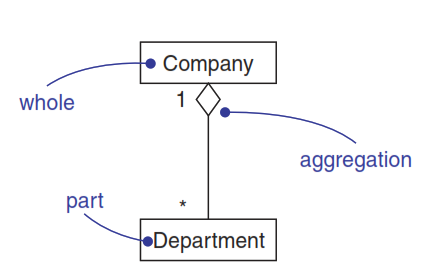 Company
whole
1
aggregation
part
*
Department